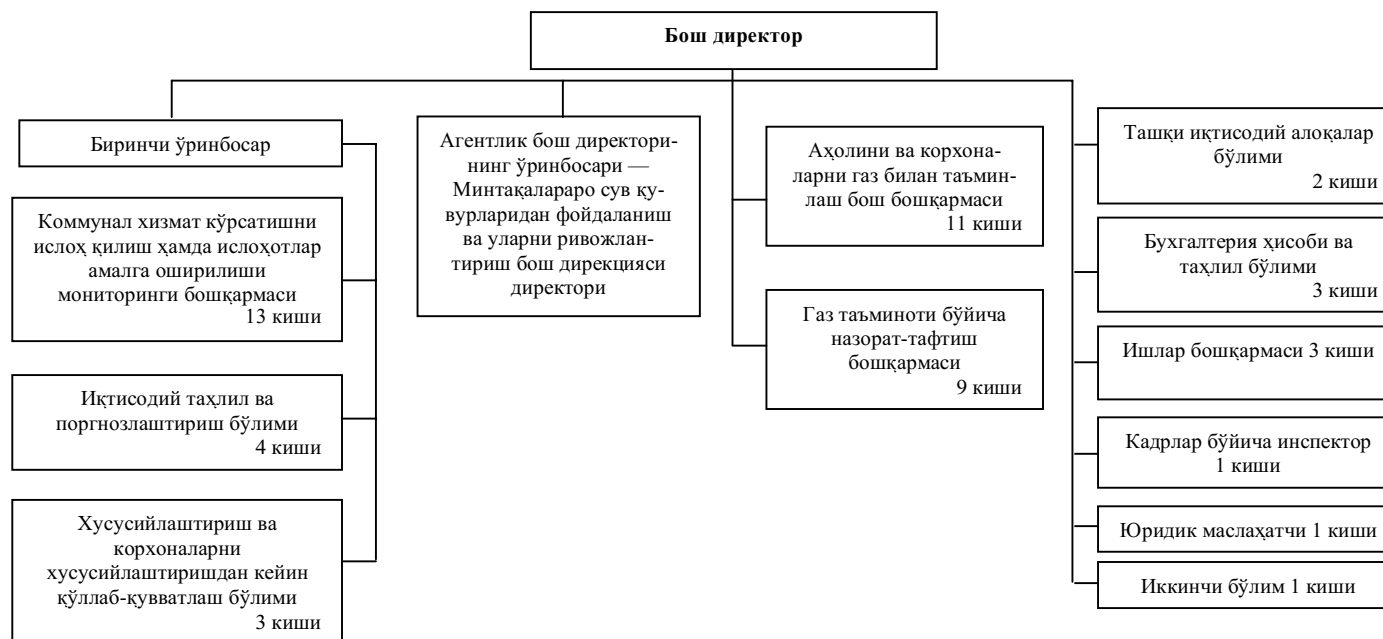 Бош директор
Биринчи ўринбосар
Коммунал хизмат кўрсатишни
ислоҳ қилиш ҳамда ислоҳотлар
амалга оширилиши
мониторинги бошқармаси
13 киши
Иқтисодий таҳлил ва
поргнозлаштириш бўлими
4 киши
Хусусийлаштириш ва
корхоналарни
хусусийлаштиришдан кейин
қўллаб-қувватлаш бўлими
3 киши
Агентлик бош директори-
нинг ўринбосари —
Минтақалараро сув қу-
вурларидан фойдаланиш
ва уларни ривожлан-
тириш бош дирекцияси
директори
Аҳолини ва корхона-
ларни газ билан таъмин-
лаш бош бошқармаси
11 киши
Газ таъминоти бўйича
назорат-тафтиш
бошқармаси
9 киши
Ташқи иқтисодий алоқалар
бўлими
2 киши
Бухгалтерия ҳисоби ва
таҳлил бўлими
3 киши
Ишлар бошқармаси 3 киши
Кадрлар бўйича инспектор
1 киши
Юридик маслаҳатчи 1 киши
Иккинчи бўлим 1 киши